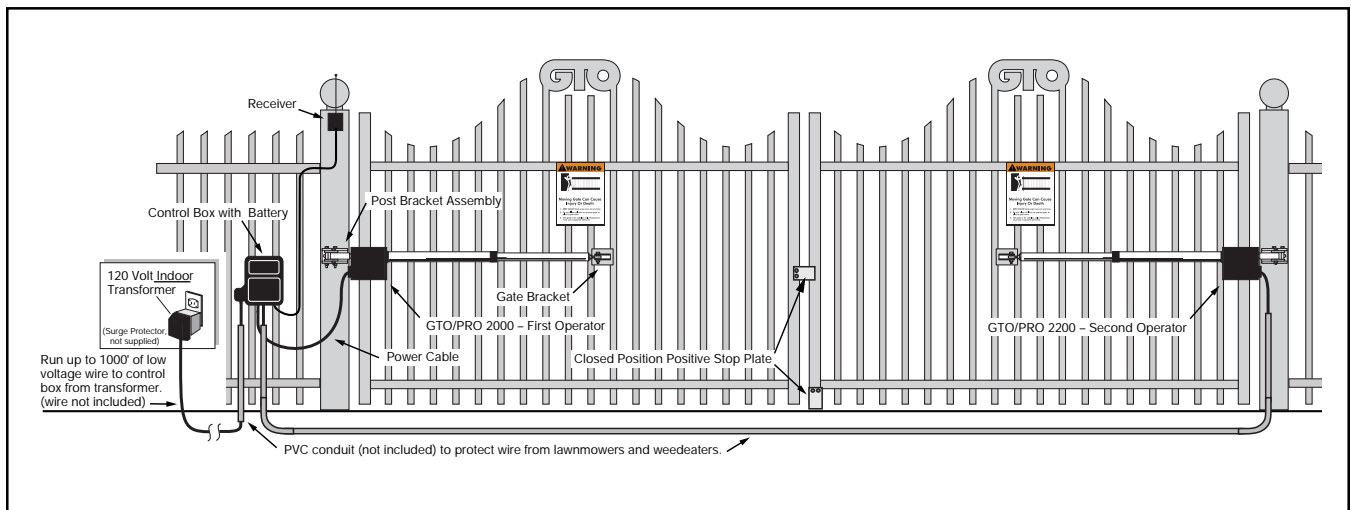 GTO
GTO
Receiver
WARNING
WARNING
Moving Gate Can Cause
Injury Or Death
Moving Gate Can Cause
Injury Or Death
Post Bracket Assembly
Control Box with Battery
120 Volt Indoor
Transformer
(Surge Protector,
not supplied)
Gate Bracket
GTO/PRO 2000 – First Operator
GTO/PRO 2200 – Second Operator
Power Cable
Closed Position Positive Stop Plate
Run up to 1000' of low
voltage wire to control
box from transformer.
(wire not included)
PVC conduit (not included) to protect wire from lawnmowers and weedeaters.